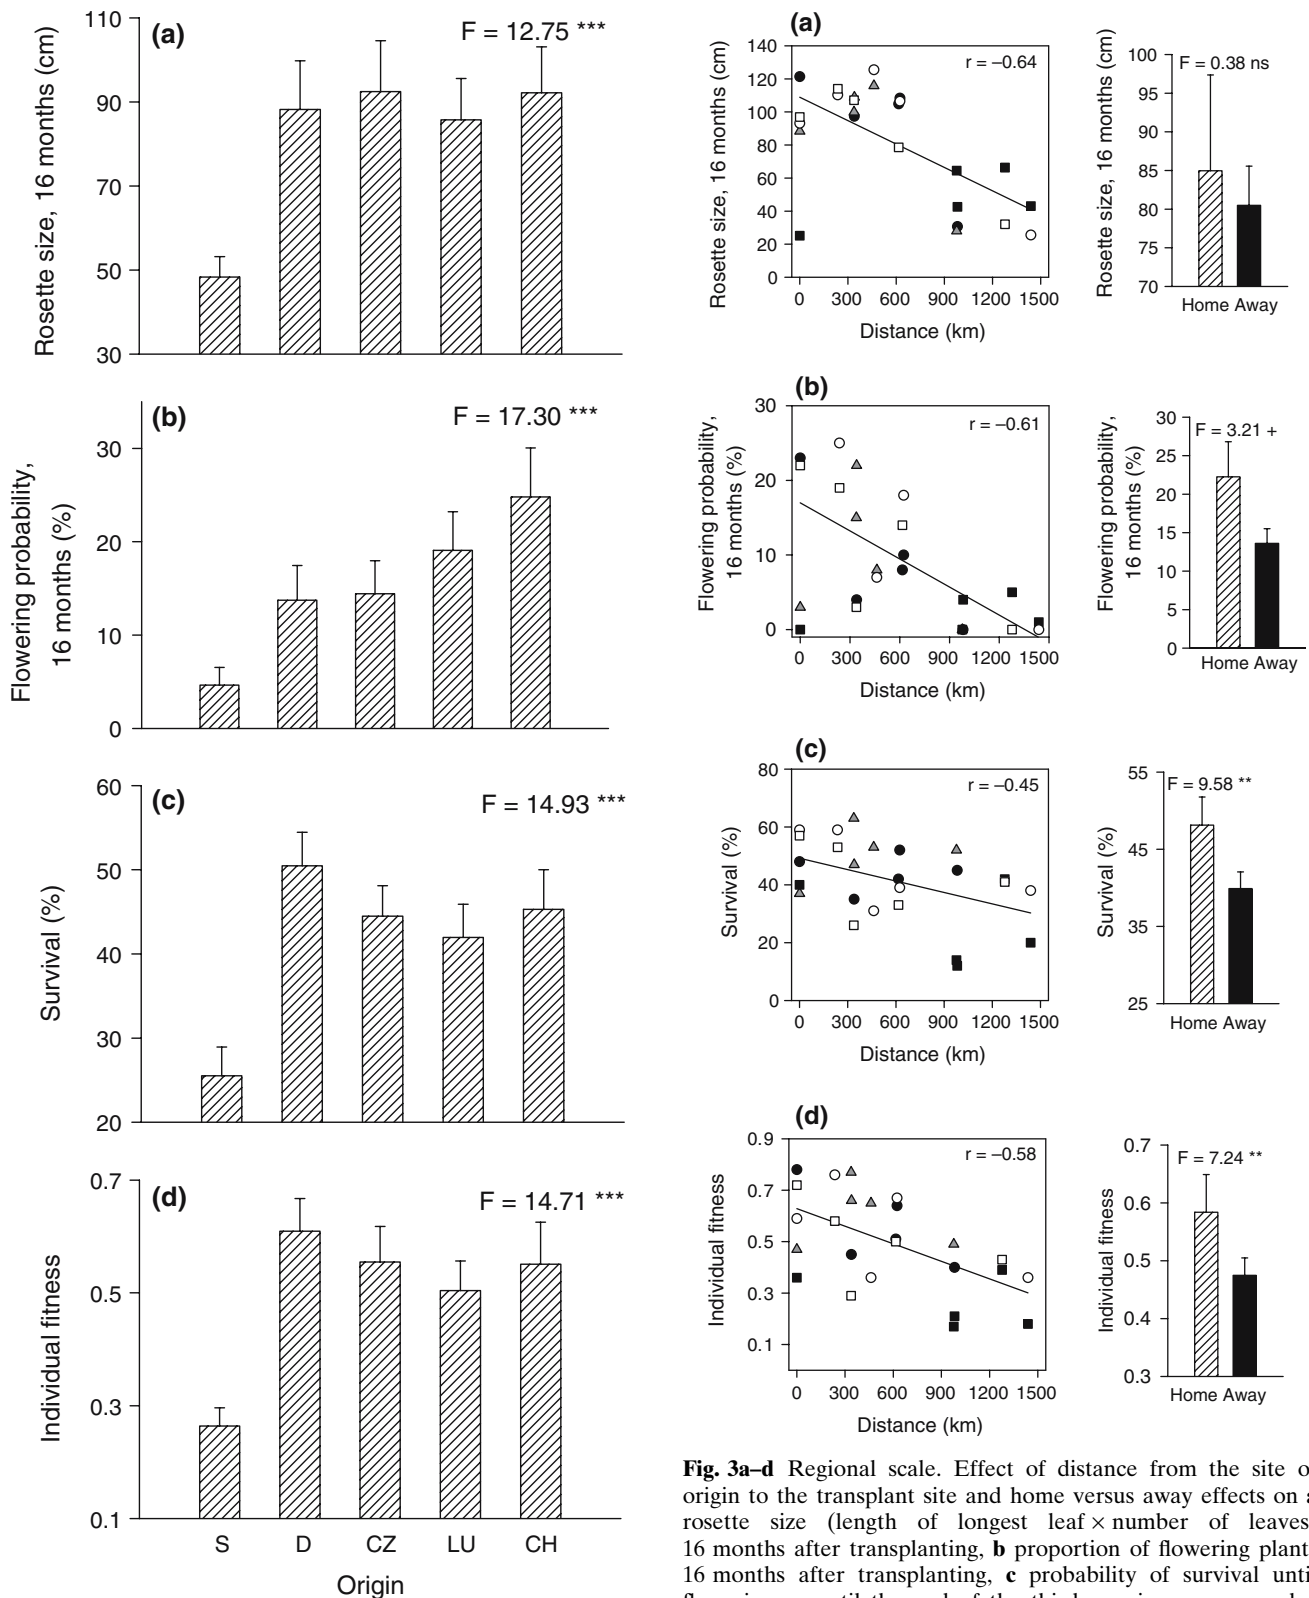 (a)
F = 12.75 ***
Rosette size, 16 months (cm)
110
90
70
50
30
(b)
F = 17.30 ***
Flowering probability,
16 months (%)
30
20
10
0
(c)
F = 14.93 ***
Survival (%)
60
50
40
30
20
(d)
F = 14.71 ***
Individual fitness
0.7
0.5
0.3
0.1
S D CZ LU CH
Origin
(a)
r = –0.64
Rosette size, 16 months (cm)
140
120
100
80
60
40
20
0
0 300 600 900 1200 1500
Distance (km)
F = 0.38 ns
Rosette size, 16 months (cm)
100
95
90
85
80
75
70
Home Away
(b)
r = –0.61
Flowering probability,
16 months (%)
30
20
10
0
0 300 600 900 1200 1500
Distance (km)
F = 3.21 +
Flowering probability,
16 months (%)
30
25
20
15
10
5
0
Home Away
(c)
r = –0.45
Survival (%)
80
60
40
20
0
0 300 600 900 1200 1500
Distance (km)
F = 9.58 **
Survival (%)
55
45
35
25
Home Away
(d)
r = –0.58
Individual fitness
0.9
0.7
0.5
0.3
0.1
0 300 600 900 1200 1500
Distance (km)
F = 7.24 **
Individual fitness
0.7
0.6
0.5
0.4
0.3
Home Away
Fig. 3a–d Regional scale. Effect of distance from the site o
origin to the transplant site and home versus away effects on a
rosette size (length of longest leaf × number of leaves
16 months after transplanting, b proportion of flowering plant
16 months after transplanting, c probability of survival unti